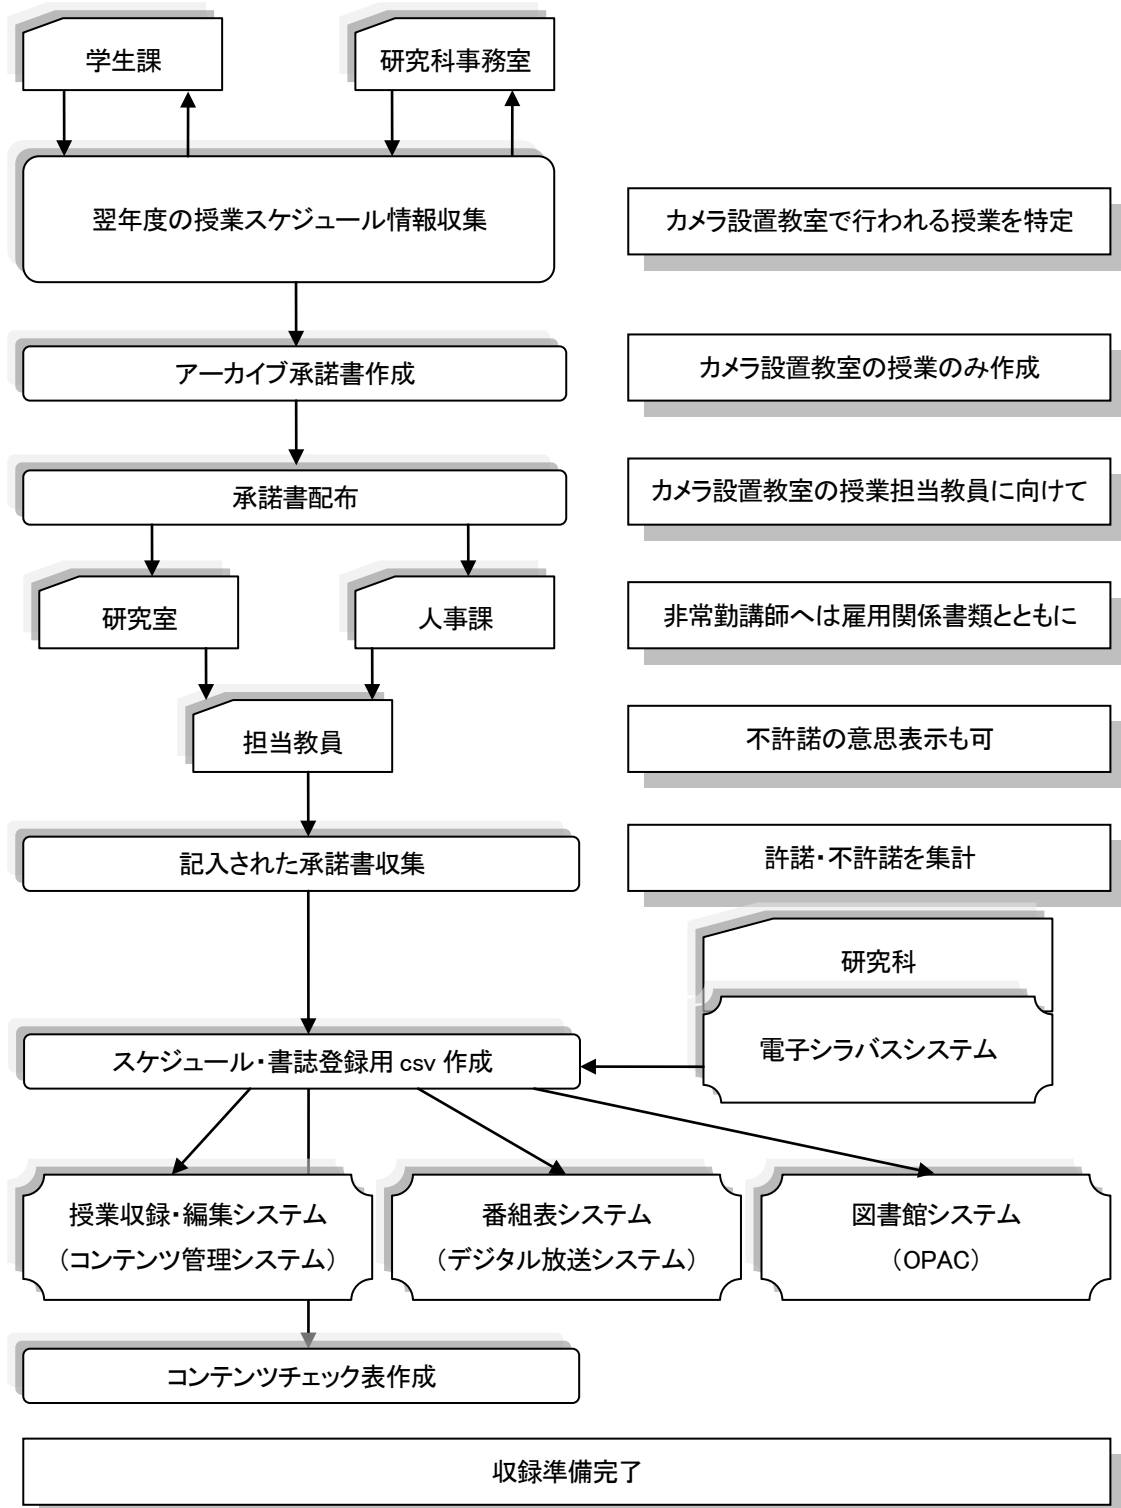 学生課
研究科事務室
翌年度の授業スケジュール情報収集
カメラ設置教室で行われる授業を特定
アーカイブ承諾書作成
カメラ設置教室の授業のみ作成
承諾書配布
カメラ設置教室の授業担当教員に向けて
研究室
人事課
非常勤講師へは雇用関係書類とともに
担当教員
不許諾の意思表示も可
記入された承諾書収集
許諾・不許諾を集計
研究科
電子シラバスシステム
スケジュール・書誌登録用 csv 作成
授業収録・編集システム
（コンテンツ管理システム）
番組表システム
（デジタル放送システム）
図書館システム
（OPAC）
コンテンツチェック表作成
収録準備完了